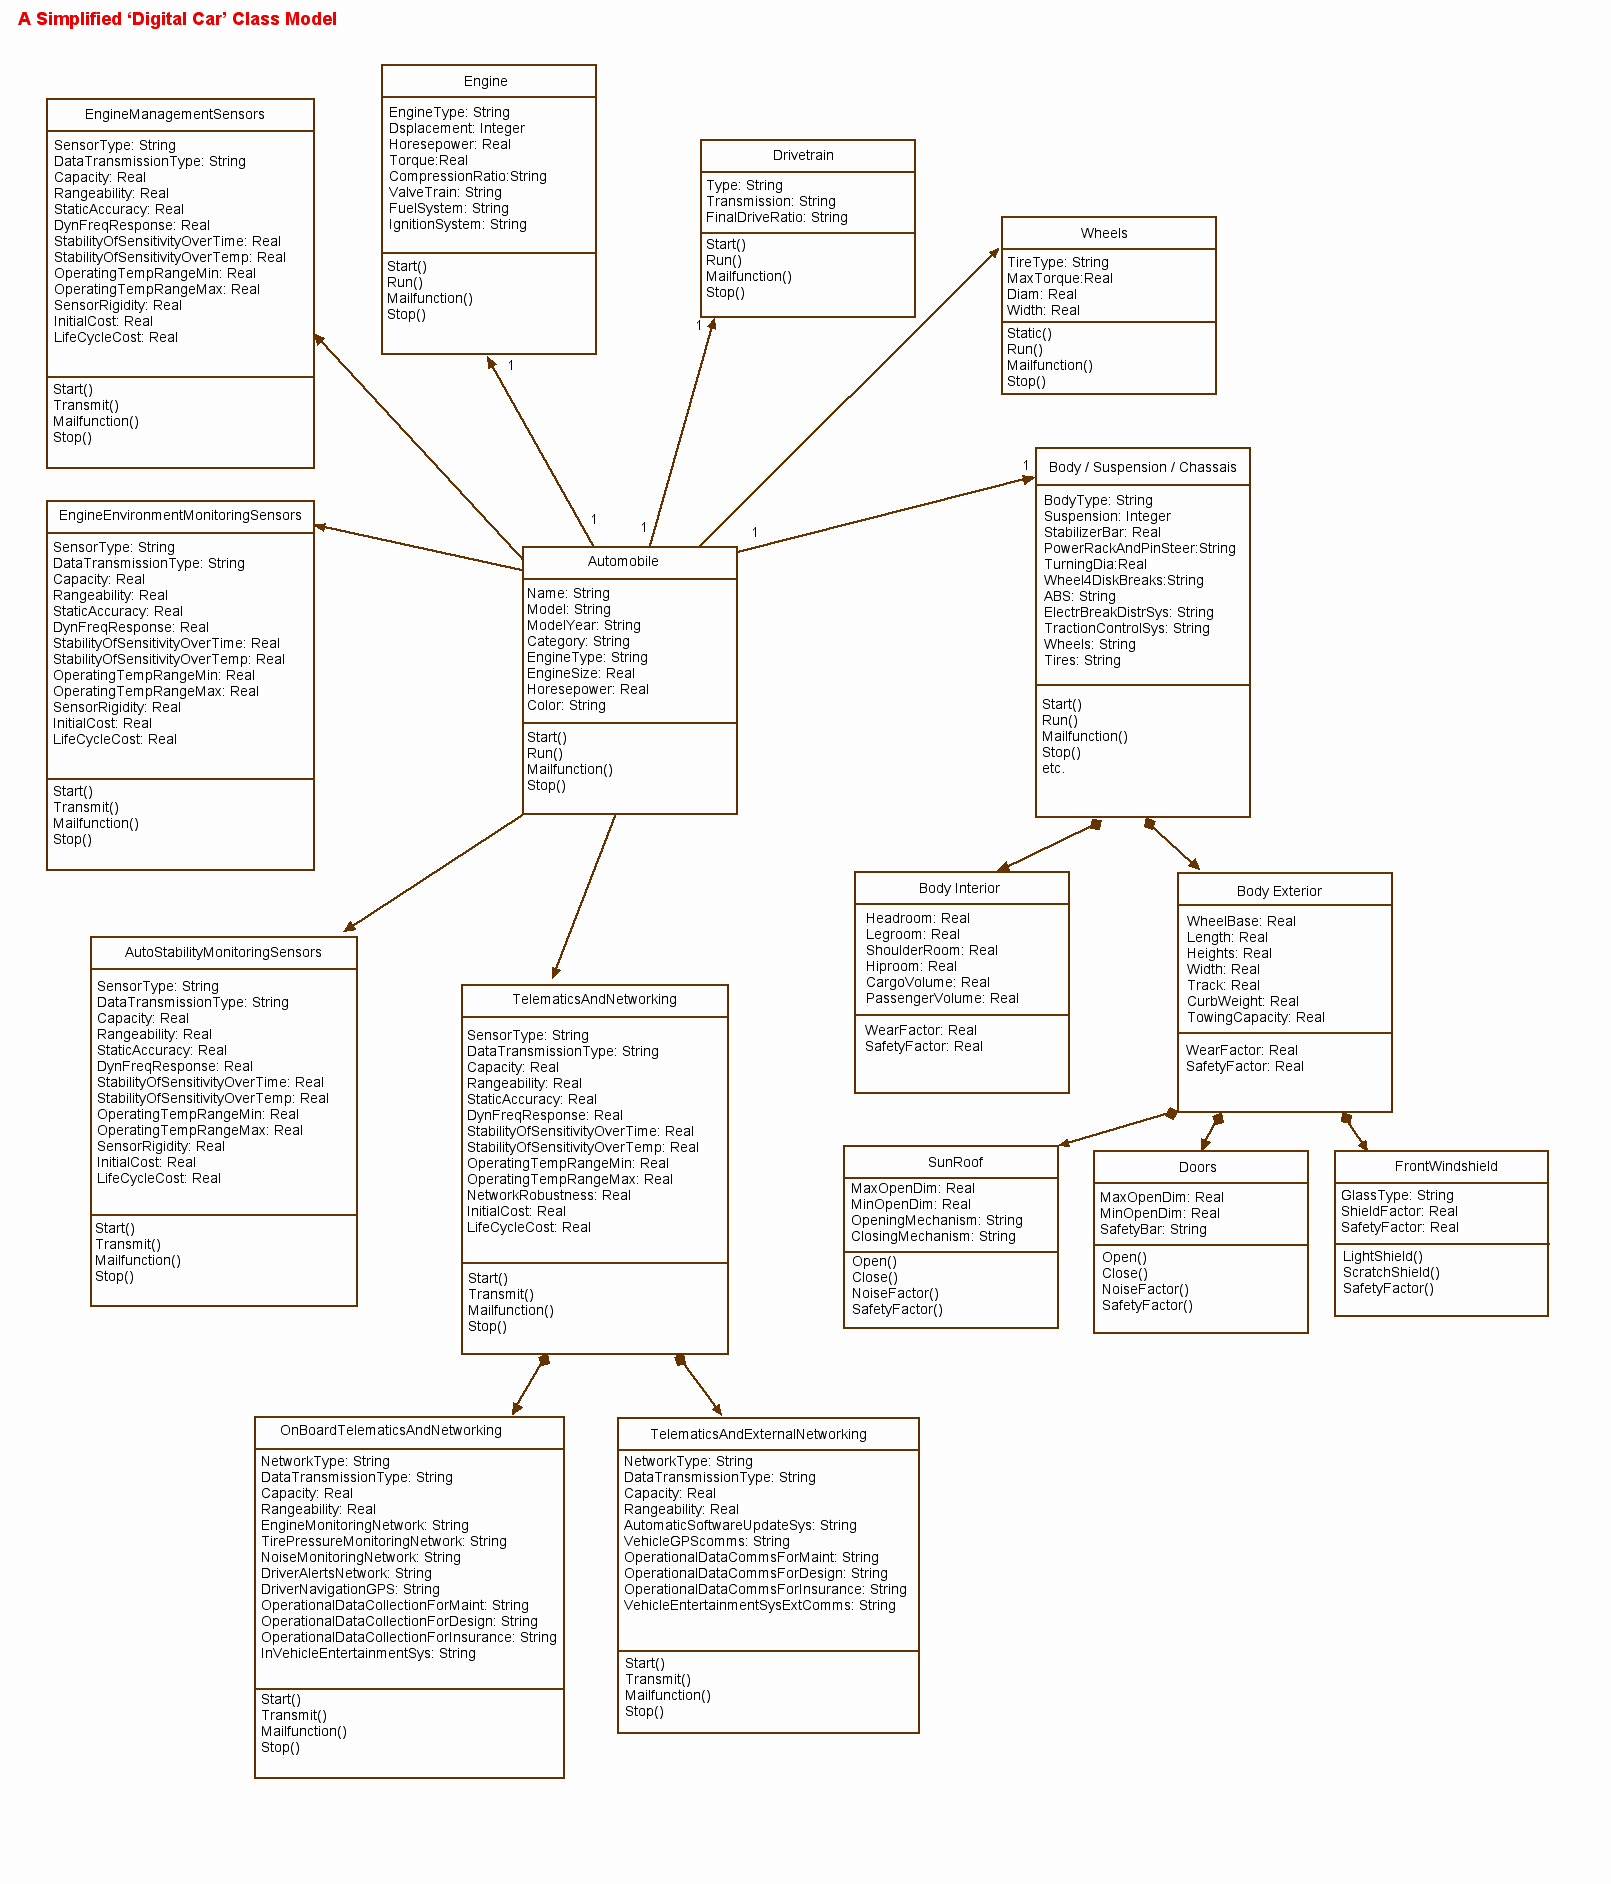 A Simplified ‘Digital Car’ Class Model
Engine
EngineType: String
Dsplacement: Integer
Horesepower: Real
Torque:Real
CompressionRatio:String
ValveTrain: String
FuelSystem: String
IgnitionSystem: String
Start()
Run()
Mailfunction()
Stop()
EngineManagementSensors
SensorType: String
DataTransmissionType: String
Capacity: Real
Rangeability: Real
StaticAccuracy: Real
DynFreqResponse: Real
StabilityOfSensitivityOverTime: Real
StabilityOfSensitivityOverTemp: Real
OperatingTempRangeMin: Real
OperatingTempRangeMax: Real
SensorRigidity: Real
InitialCost: Real
LifeCycleCost: Real
Start()
Transmit()
Mailfunction()
Stop()
Drivetrain
Type: String
Transmission: String
FinalDriveRatio: String
Start()
Run()
Mailfunction()
Stop()
Wheels
TireType: String
MaxTorque:Real
Diam: Real
Width: Real
Static()
Run()
Mailfunction()
Stop()
1
1
1
1
1
1
Body / Suspension / Chassais
BodyType: String
Suspension: Integer
StabilizerBar: Real
PowerRackAndPinSteer:String
TurningDia:Real
Wheel4DiskBreaks:String
ABS: String
ElectrBreakDistrSys: String
TractionControlSys: String
Wheels: String
Tires: String
Start()
Run()
Mailfunction()
Stop()
etc.
EngineEnvironmentMonitoringSensors
SensorType: String
DataTransmissionType: String
Capacity: Real
Rangeability: Real
StaticAccuracy: Real
DynFreqResponse: Real
StabilityOfSensitivityOverTime: Real
StabilityOfSensitivityOverTemp: Real
OperatingTempRangeMin: Real
OperatingTempRangeMax: Real
SensorRigidity: Real
InitialCost: Real
LifeCycleCost: Real
Start()
Transmit()
Mailfunction()
Stop()
Automobile
Name: String
Model: String
ModelYear: String
Category: String
EngineType: String
EngineSize: Real
Horesepower: Real
Color: String
Start()
Run()
Mailfunction()
Stop()
Body Interior
Headroom: Real
Legroom: Real
ShoulderRoom: Real
Hiproom: Real
CargoVolume: Real
PassengerVolume: Real
WearFactor: Real
SafetyFactor: Real
Body Exterior
WheelBase: Real
Length: Real
Heights: Real
Width: Real
Track: Real
CurbWeight: Real
TowingCapacity: Real
WearFactor: Real
SafetyFactor: Real
AutoStabilityMonitoringSensors
SensorType: String
DataTransmissionType: String
Capacity: Real
Rangeability: Real
StaticAccuracy: Real
DynFreqResponse: Real
StabilityOfSensitivityOverTime: Real
StabilityOfSensitivityOverTemp: Real
OperatingTempRangeMin: Real
OperatingTempRangeMax: Real
SensorRigidity: Real
InitialCost: Real
LifeCycleCost: Real
Start()
Transmit()
Mailfunction()
Stop()
TelematicsAndNetworking
SensorType: String
DataTransmissionType: String
Capacity: Real
Rangeability: Real
StaticAccuracy: Real
DynFreqResponse: Real
StabilityOfSensitivityOverTime: Real
StabilityOfSensitivityOverTemp: Real
OperatingTempRangeMin: Real
OperatingTempRangeMax: Real
NetworkRobustness: Real
InitialCost: Real
LifeCycleCost: Real
Start()
Transmit()
Mailfunction()
Stop()
SunRoof
MaxOpenDim: Real
MinOpenDim: Real
OpeningMechanism: String
ClosingMechanism: String
Open()
Close()
NoiseFactor()
SafetyFactor()
Doors
MaxOpenDim: Real
MinOpenDim: Real
SafetyBar: String
Open()
Close()
NoiseFactor()
SafetyFactor()
FrontWindshield
GlassType: String
ShieldFactor: Real
SafetyFactor: Real
LightShield()
ScratchShield()
SafetyFactor()
OnBoardTelematicsAndNetworking
NetworkType: String
DataTransmissionType: String
Capacity: Real
Rangeability: Real
EngineMonitoringNetwork: String
TirePressureMonitoringNetwork: String
NoiseMonitoringNetwork: String
DriverAlertsNetwork: String
DriverNavigationGPS: String
OperationalDataCollectionForMaint: String
OperationalDataCollectionForDesign: String
OperationalDataCollectionForInsurance: String
InVehicleEntertainmentSys: String
Start()
Transmit()
Mailfunction()
Stop()
TelematicsAndExternalNetworking
NetworkType: String
DataTransmissionType: String
Capacity: Real
Rangeability: Real
AutomaticSoftwareUpdateSys: String
VehicleGPScomms: String
OperationalDataCommsForMaint: String
OperationalDataCommsForDesign: String
OperationalDataCommsForInsurance: String
VehicleEntertainmentSysExtComms: String
Start()
Transmit()
Mailfunction()
Stop()